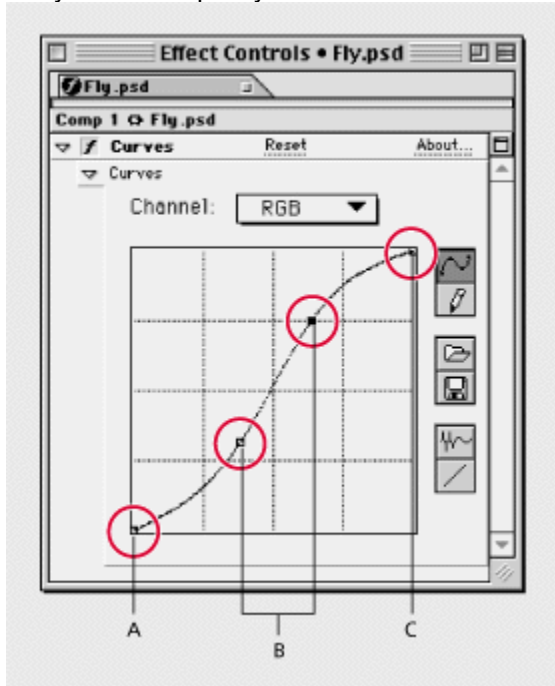 Effect Controls • Fly.psd
Fly.psd
Comp 1 Fly.psd
f Curves Reset About...
Curves
Channel: RGB
A
B
C